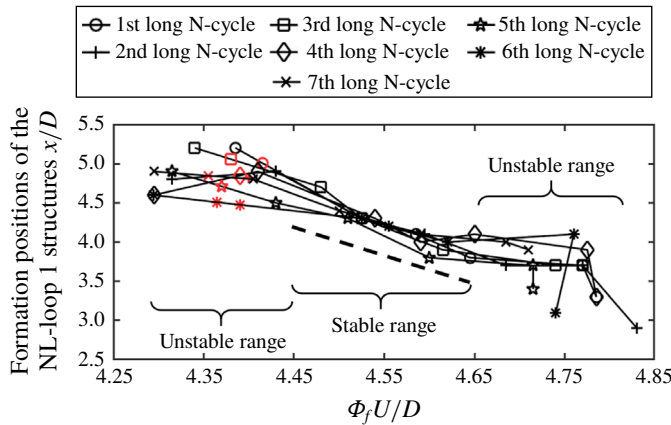 1st long N-cycle 3rd long N-cycle 5th long N-cycle
2nd long N-cycle 4th long N-cycle 6th long N-cycle
7th long N-cycle
Formation positions of the
NL-loop 1 structures x/D
5.5
5.0
4.5
4.0
3.5
3.0
2.5
Unstable range
Unstable range
Stable range
4.25 4.35 4.45 4.55 4.65 4.75 4.85
Φ_f U/D